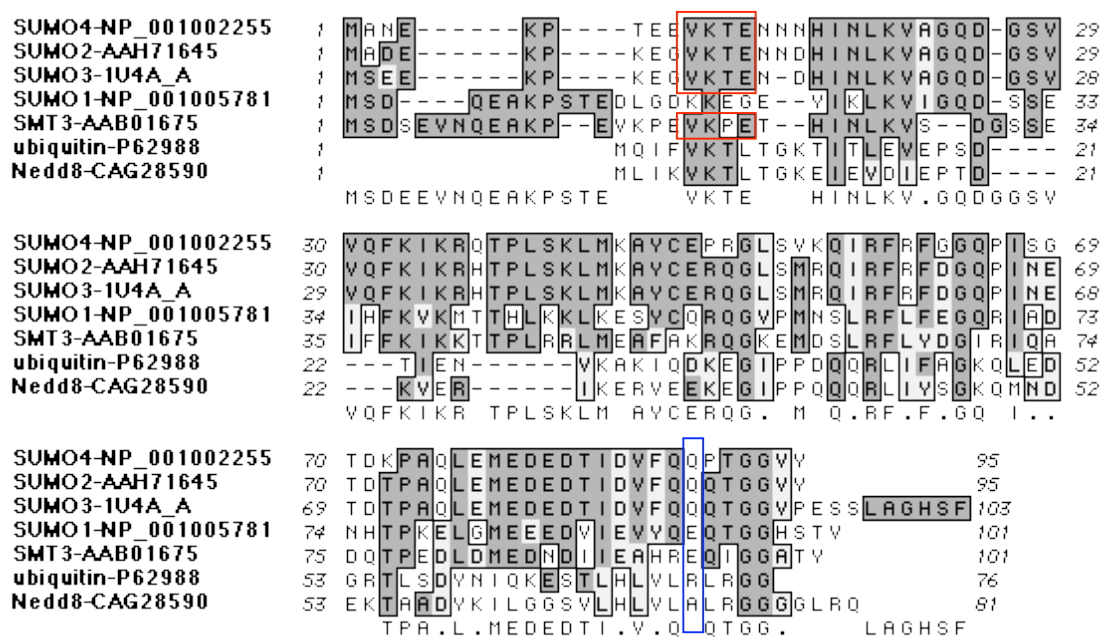 SUMO4-NP_001002255 1 MANE------KP----TEEVKTENNNHINLKVAGQD-GSV 29
SUMO2-AAH71645 1 MADE------KP----KEGVKTENNDHINLKVAGQD-GSV 29
SUMO3-1U4A_A 1 MSEE------KP----KEGVKTEN-DHINLKVAGQD-GSV 28
SUMO1-NP_001005781 1 MSD----QEAKPSTEDLGDKKEGE--YIKLKVIGQD-SSE 33
SMT3-AAB01675 1 MSDSEVNQEAKP--EVKPEVKPET--HINLKVS--DGSSE 34
ubiquitin-P62988 1 MQIFVKTLTGKTITLEVEPSD---- 21
Nedd8-CAG28590 1 MLIKVKTLTGKEIEVDIEPTD---- 21
MSDEEVNQEAKPSTE VKTE HINLKV.GQDGGSV
SUMO4-NP_001002255 30 VQFKIKRQTPLSKLMKAYCEPRGLSVKQIRFRFGGQPISG 69
SUMO2-AAH71645 30 VQFKIKRHTPLSKLMKAYCERQGLSMRQIRFRFDGQPINE 69
SUMO3-1U4A_A 29 VQFKIKRHTPLSKLMKAYCERQGLSMRQIRFRFDGQPINE 68
SUMO1-NP_001005781 34 IHFKVKMTTHLKKLKESYCQRQGVPMNSLRFLFEGQRIAD 73
SMT3-AAB01675 35 IFFKIKKTTPLRRLMEAFAKRQGKEMDSLRFLYDGIRIQA 74
ubiquitin-P62988 22 ---TIEN------VKAKIQDKEGIPPDQQRLIFAGKQLED 52
Nedd8-CAG28590 22 ---KVER------IKERVEEKEGIPPQQQRLIYSGKQMND 52
VQFKIKR TPLSKLM AYCERQG. M Q.RF.F.GQ I..
SUMO4-NP_001002255 70 TDKPAQLEMEDEDTIDVFQQPTGGVY 95
SUMO2-AAH71645 70 TDTPAQLEMEDEDTIDVFQQQTGGVY 95
SUMO3-1U4A_A 69 TDTPAQLEMEDEDTIDVFQQQTGGVPESSLAGHSF 103
SUMO1-NP_001005781 74 NHTPKELGMEEEDVIEVYQEQTGGHSTV 101
SMT3-AAB01675 75 DQTPEDLDMEDNDIIEAHREQIGGATY 101
ubiquitin-P62988 53 GRTLSDYNIQKESTLHLVLRLRGG 76
Nedd8-CAG28590 53 EKTAADYKILGGSVLHLVLALRGGGGLRQ 81
TPA.L.MEDEDTI.V.Q QTGG. LAGHSF